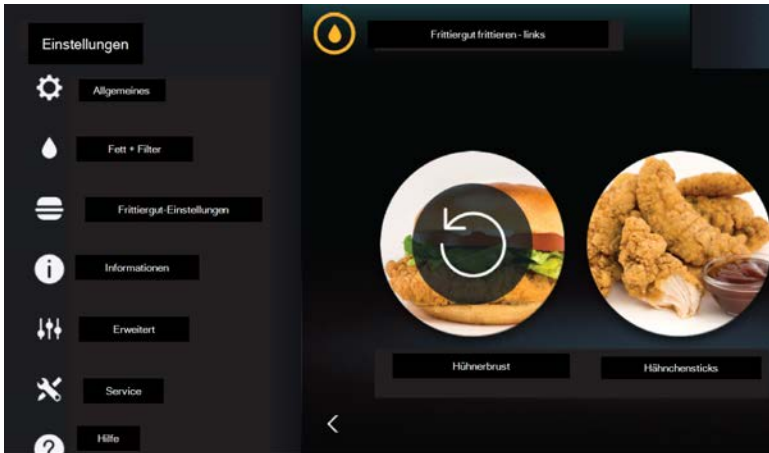 Einstellungen
Allgemeines
Fett + Filter
Frittiergut-Einstellungen
Informationen
Erweitert
Service
Hilfe
Frittiergut frittieren - links
Hühnerbrust
Hähnchensticks